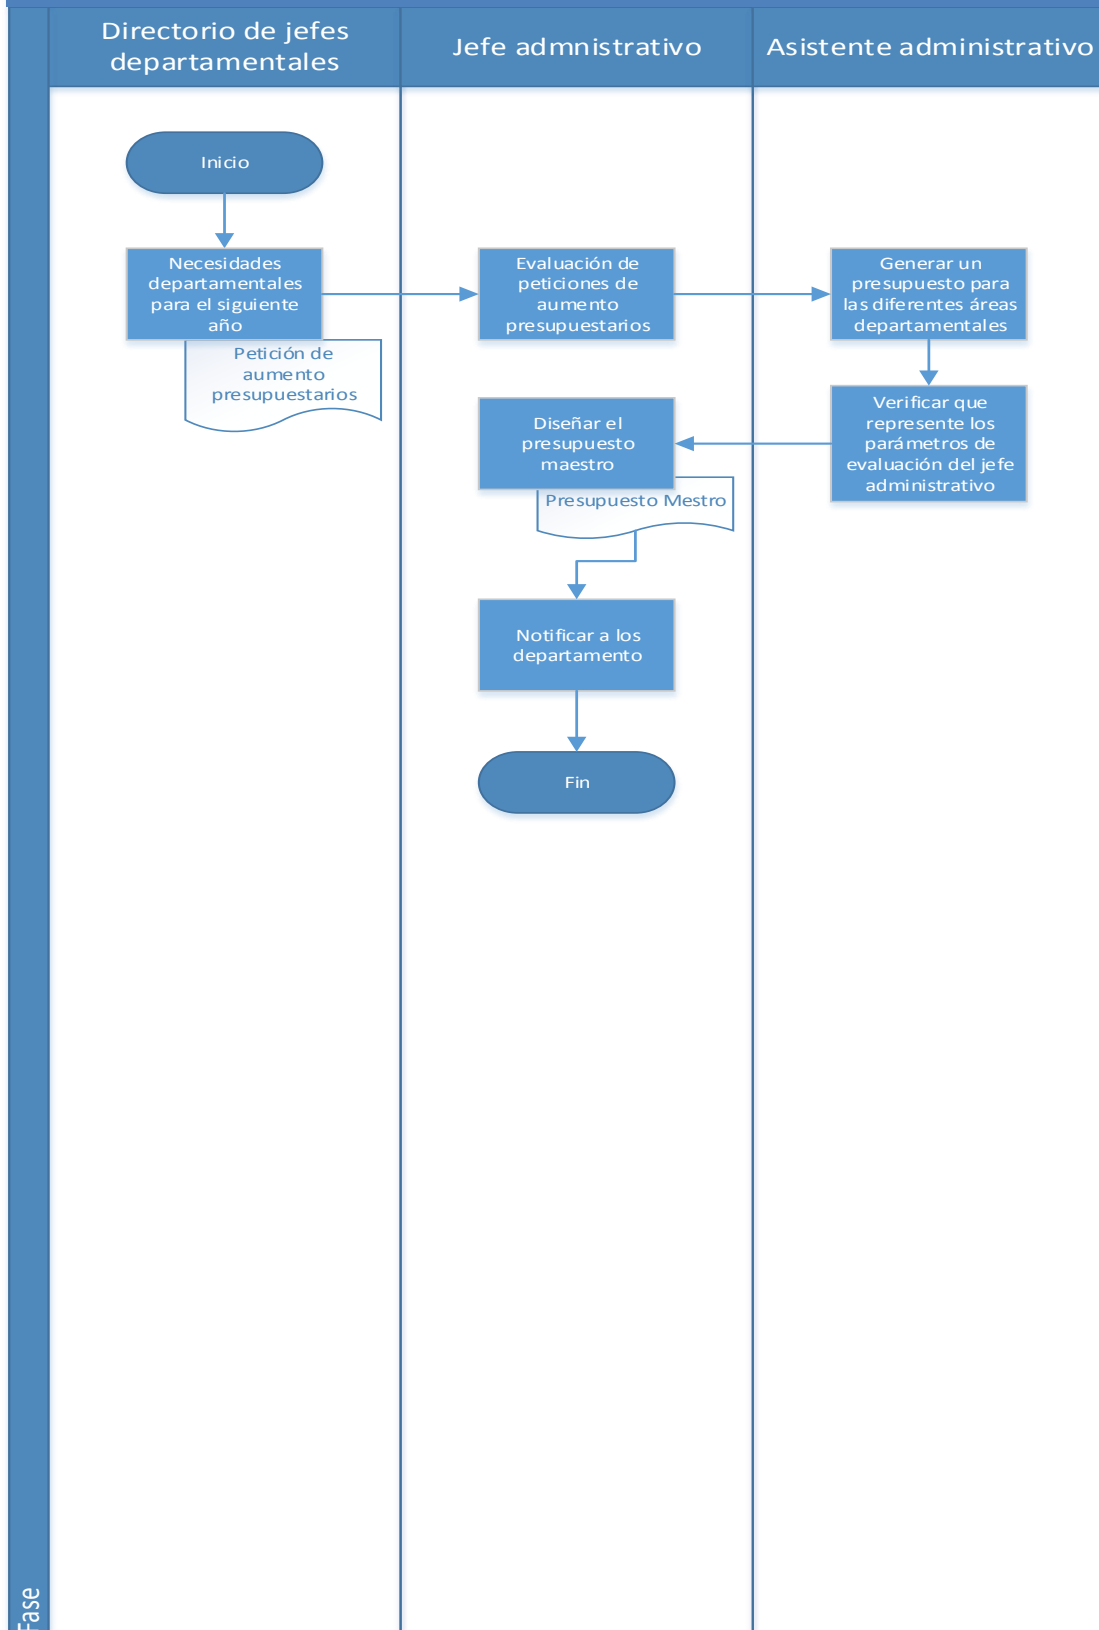 Directorio de jefes
departamentales
Jefe admnistrativo
Asistente administrativo
Inicio
Necesidades
departamentales
para el siguiente
año
Petición de
aumento
presupuestarios
Evaluación de
peticiones de
aumento
presupuestarios
Generar un
presupuesto para
las diferentes áreas
departamentales
Verificar que
represente los
parámetros de
evaluación del jefe
administrativo
Diseñar el
presupuesto
maestro
Presupuesto Mestro
Notificar a los
departamento
Fin
Fase